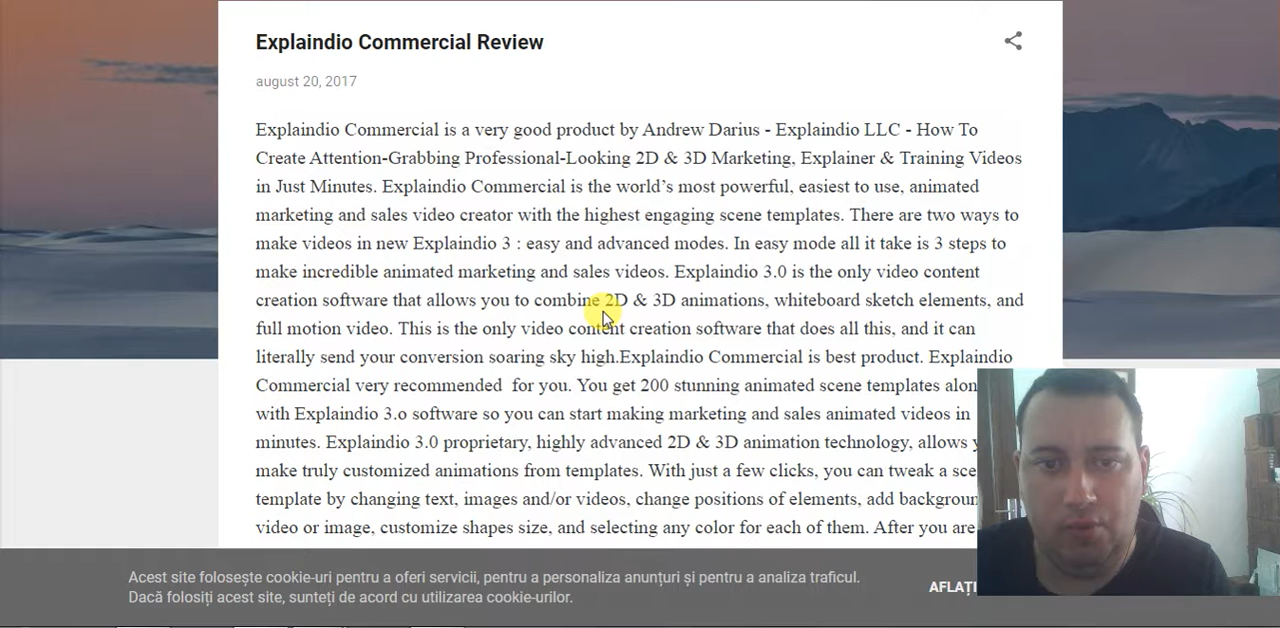 Explaindio Commercial Review
august 20, 2017
Explaindio Commercial is a very good product by Andrew Darius - Explaindio LLC - How To
Create Attention-Grabbing Professional-Looking 2D & 3D Marketing, Explainer & Training Videos
in Just Minutes. Explaindio Commercial is the world's most powerful, easiest to use, animated
marketing and sales video creator with the highest engaging scene templates. There are two ways to
make videos in new Explaindio 3 : easy and advanced modes. In easy mode all it take is 3 steps to
make incredible animated marketing and sales videos. Explaindio 3.0 is the only video content
creation software that allows you to combine 2D & 3D animations, whiteboard sketch elements, and
full motion video. This is the only video content creation software that does all this, and it can
literally send your conversion soaring sky high.Explaindio Commercial is best product. Explaindio
Commercial very recommended for you. You get 200 stunning animated scene templates
with Explaindio 3.o software so you can start making marketing and sales animated videos in
minutes. Explaindio 3.0 proprietary, highly advanced 2D & 3D animation technology, allows
make truly customized animations from templates. With just a few clicks, you can tweak a
template by changing text, images and/or videos, change positions of elements, add
video or image, customize shapes size, and selecting any color for each of them. After you are
Acest site folosește cookie-uri pentru a oferi servicii, pentru a personaliza anunțuri și pentru a analiza traficul.
Dacă folosiți acest site, sunteți de acord cu utilizarea cookie-urilor.